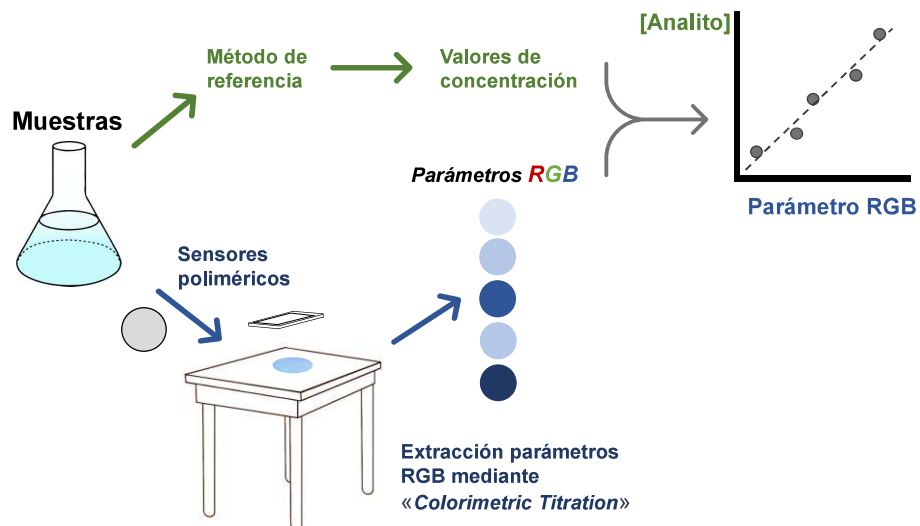 Muestras
Método de
referencia
Valores de
concentración
[Analito]
Parámetro RGB
Parámetros RGB
Sensores
poliméricos
Extracción parámetros
RGB mediante
«Colorimetric Titration»